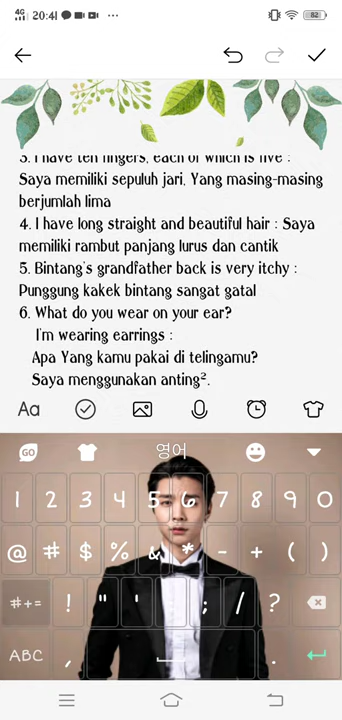 4G 20:41 ... 82
3. I have ten fingers, each of which is five :
Saya memiliki sepuluh jari, Yang masing-masing
berjumlah lima
4. I have long straight and beautiful hair : Saya
memiliki rambut panjang lurus dan cantik
5. Bintang's grandfather back is very itchy :
Punggung kakek bintang sangat gatal
6. What do you wear on your ear?
I'm wearing earrings :
Apa Yang kamu pakai di telingamu?
Saya menggunakan anting².
Aa
GO 영어
1 2 3 4 5 6 7 8 9 0
@ # $ % & * - + ( )
#+= ! " ' : ; / ?
ABC , .